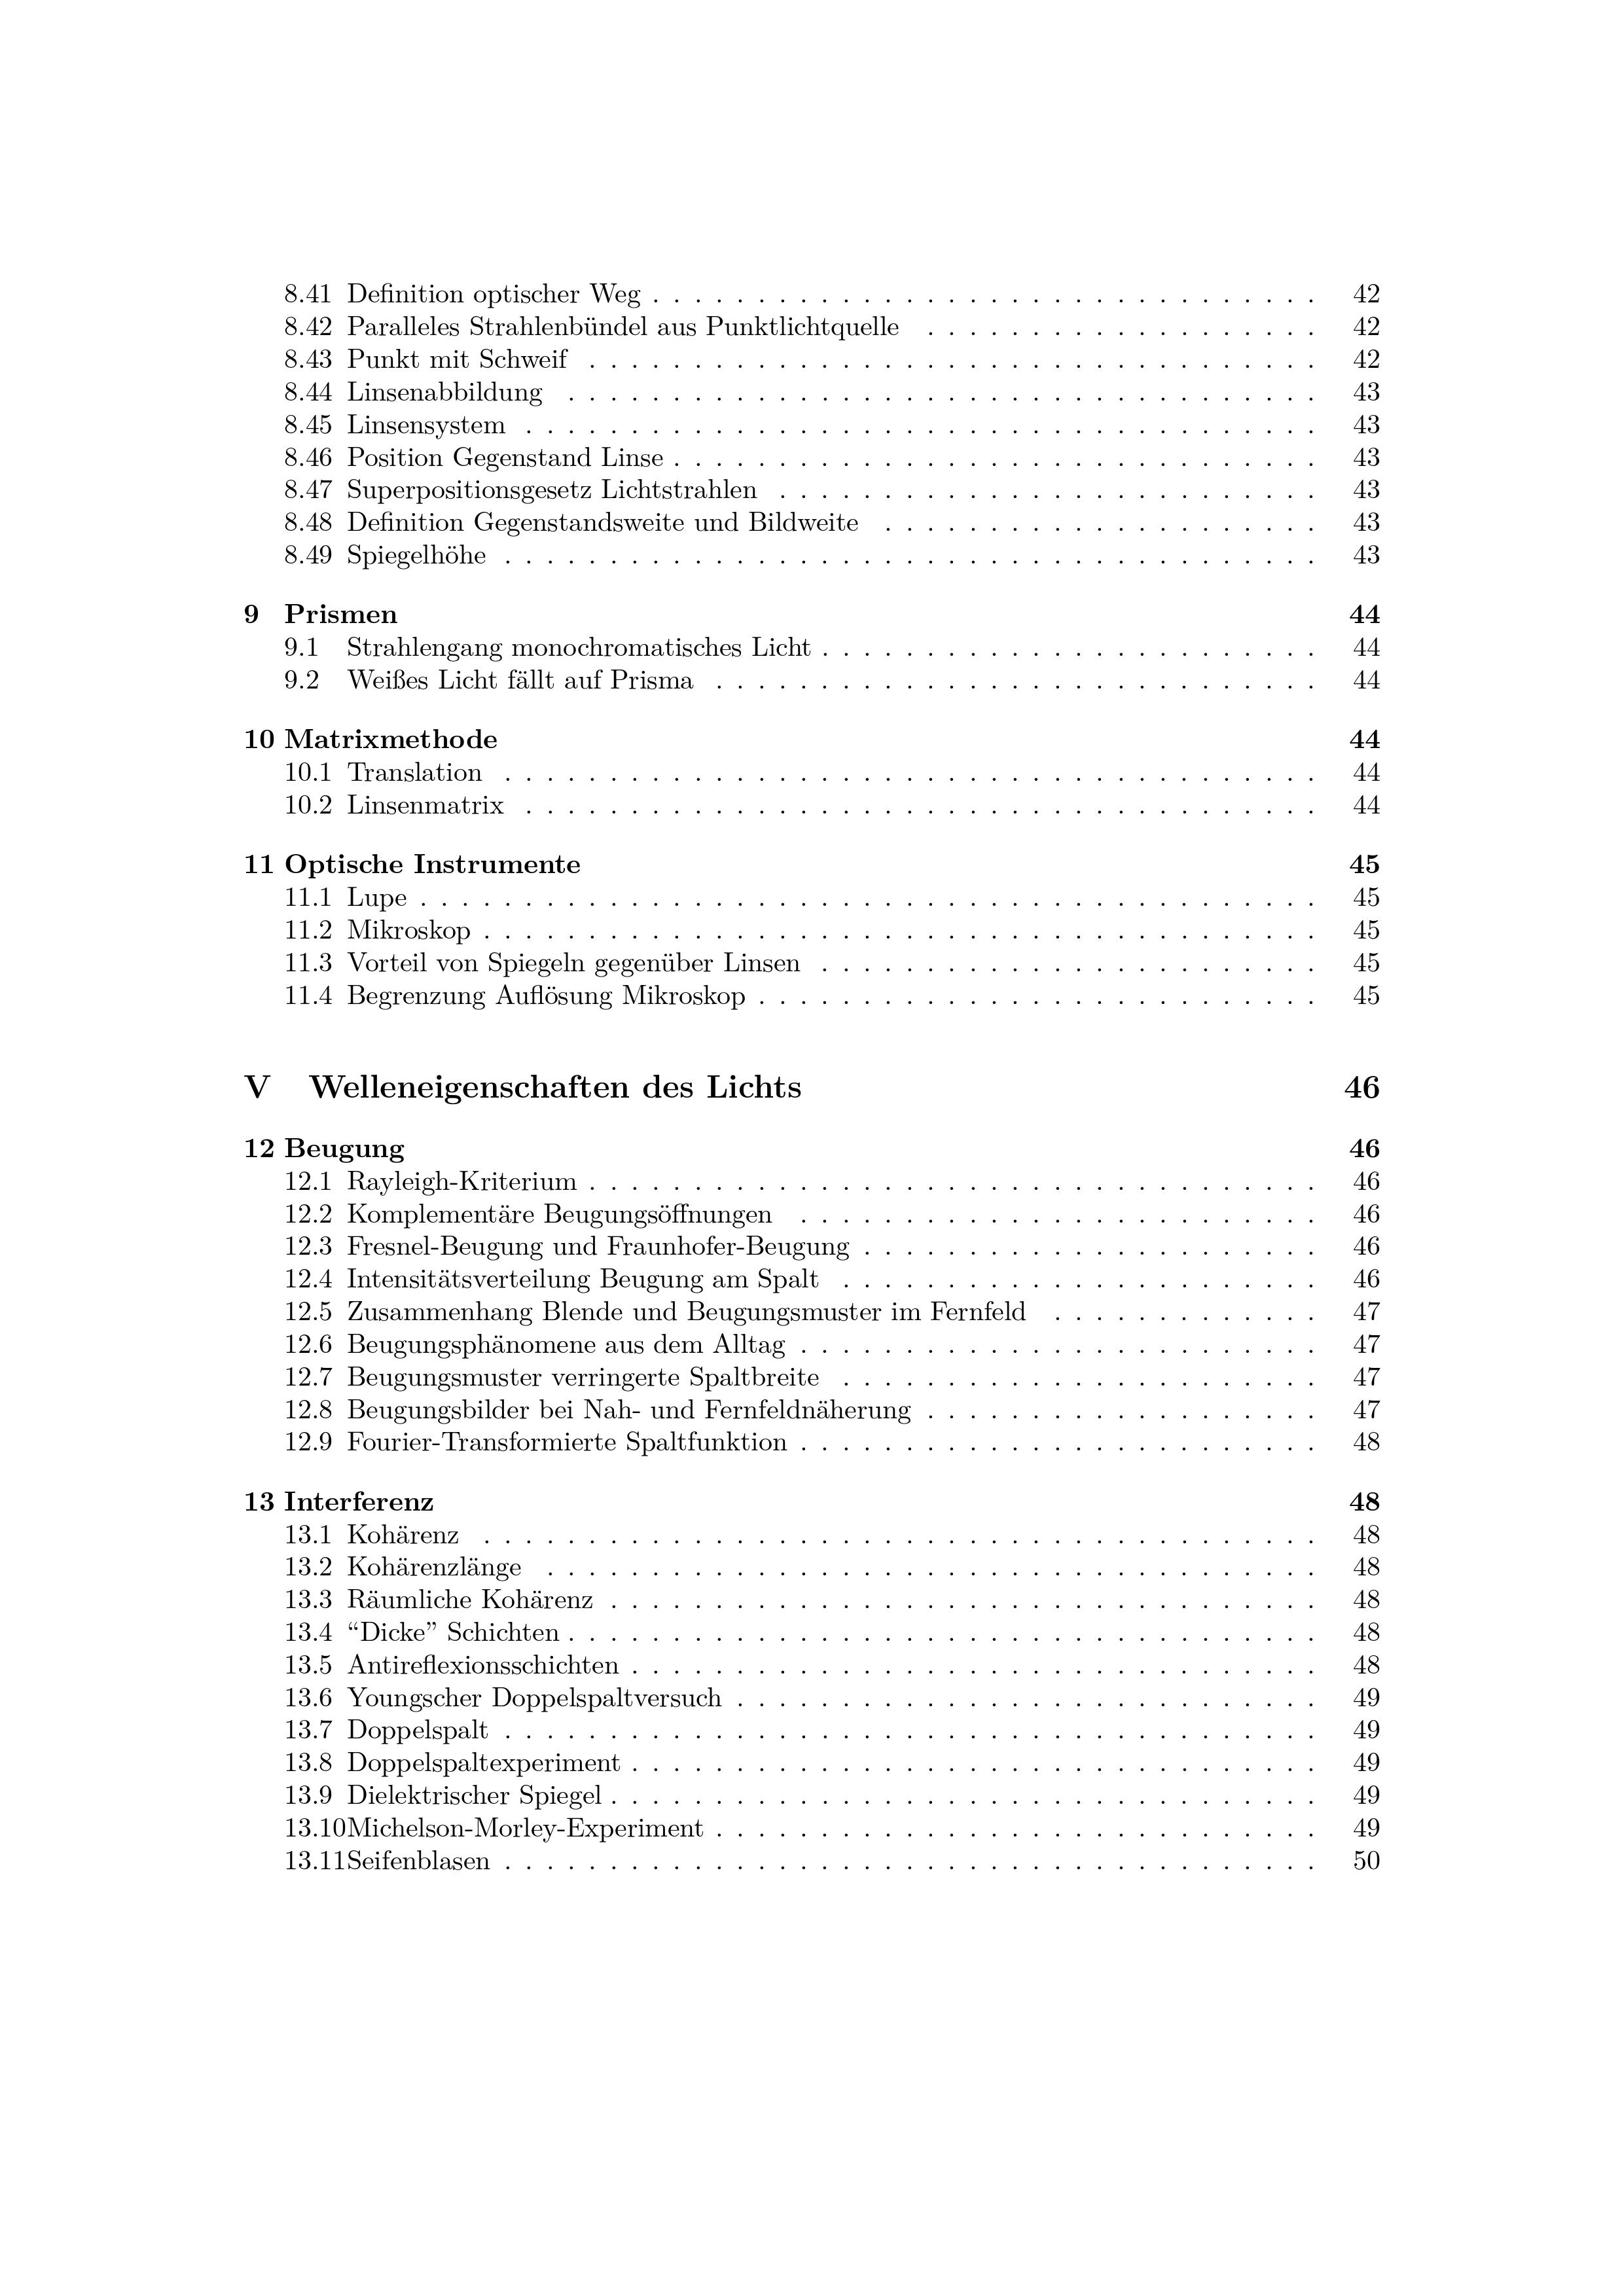 8.41 Definition optischer Weg . . . . . . . . . . . . . . . . . . . . . . . . . . . . . . . . 42
8.42 Paralleles Strahlenbündel aus Punktlichtquelle . . . . . . . . . . . . . . . . . . . 42
8.43 Punkt mit Schweif . . . . . . . . . . . . . . . . . . . . . . . . . . . . . . . . . . . 42
8.44 Linsenabbildung . . . . . . . . . . . . . . . . . . . . . . . . . . . . . . . . . . . . 43
8.45 Linsensystem . . . . . . . . . . . . . . . . . . . . . . . . . . . . . . . . . . . . . . 43
8.46 Position Gegenstand Linse . . . . . . . . . . . . . . . . . . . . . . . . . . . . . . . 43
8.47 Superpositionsgesetz Lichtstrahlen . . . . . . . . . . . . . . . . . . . . . . . . . . 43
8.48 Definition Gegenstandsweite und Bildweite . . . . . . . . . . . . . . . . . . . . . 43
8.49 Spiegelhöhe . . . . . . . . . . . . . . . . . . . . . . . . . . . . . . . . . . . . . . . 43
9 Prismen 44
9.1 Strahlengang monochromatisches Licht . . . . . . . . . . . . . . . . . . . . . . . . 44
9.2 Weißes Licht fällt auf Prisma . . . . . . . . . . . . . . . . . . . . . . . . . . . . . 44
10 Matrixmethode 44
10.1 Translation . . . . . . . . . . . . . . . . . . . . . . . . . . . . . . . . . . . . . . . 44
10.2 Linsenmatrix . . . . . . . . . . . . . . . . . . . . . . . . . . . . . . . . . . . . . . 44
11 Optische Instrumente 45
11.1 Lupe . . . . . . . . . . . . . . . . . . . . . . . . . . . . . . . . . . . . . . . . . . . 45
11.2 Mikroskop . . . . . . . . . . . . . . . . . . . . . . . . . . . . . . . . . . . . . . . . 45
11.3 Vorteil von Spiegeln gegenüber Linsen . . . . . . . . . . . . . . . . . . . . . . . . 45
11.4 Begrenzung Auflösung Mikroskop . . . . . . . . . . . . . . . . . . . . . . . . . . . 45
V Welleneigenschaften des Lichts 46
12 Beugung 46
12.1 Rayleigh-Kriterium . . . . . . . . . . . . . . . . . . . . . . . . . . . . . . . . . . . 46
12.2 Komplementäre Beugungsöffnungen . . . . . . . . . . . . . . . . . . . . . . . . . 46
12.3 Fresnel-Beugung und Fraunhofer-Beugung . . . . . . . . . . . . . . . . . . . . . . 46
12.4 Intensitätsverteilung Beugung am Spalt . . . . . . . . . . . . . . . . . . . . . . . 46
12.5 Zusammenhang Blende und Beugungsmuster im Fernfeld . . . . . . . . . . . . . 47
12.6 Beugungsphänomene aus dem Alltag . . . . . . . . . . . . . . . . . . . . . . . . . 47
12.7 Beugungsmuster verringerte Spaltbreite . . . . . . . . . . . . . . . . . . . . . . . 47
12.8 Beugungsbilder bei Nah- und Fernfeldnäherung . . . . . . . . . . . . . . . . . . . 47
12.9 Fourier-Transformierte Spaltfunktion . . . . . . . . . . . . . . . . . . . . . . . . . 48
13 Interferenz 48
13.1 Kohärenz . . . . . . . . . . . . . . . . . . . . . . . . . . . . . . . . . . . . . . . . 48
13.2 Kohärenzlänge . . . . . . . . . . . . . . . . . . . . . . . . . . . . . . . . . . . . . 48
13.3 Räumliche Kohärenz . . . . . . . . . . . . . . . . . . . . . . . . . . . . . . . . . . 48
13.4 “Dicke” Schichten . . . . . . . . . . . . . . . . . . . . . . . . . . . . . . . . . . . . 48
13.5 Antireflexionsschichten . . . . . . . . . . . . . . . . . . . . . . . . . . . . . . . . . 48
13.6 Youngscher Doppelspaltversuch . . . . . . . . . . . . . . . . . . . . . . . . . . . . 49
13.7 Doppelspalt . . . . . . . . . . . . . . . . . . . . . . . . . . . . . . . . . . . . . . . 49
13.8 Doppelspaltexperiment . . . . . . . . . . . . . . . . . . . . . . . . . . . . . . . . . 49
13.9 Dielektrischer Spiegel . . . . . . . . . . . . . . . . . . . . . . . . . . . . . . . . . . 49
13.10Michelson-Morley-Experiment . . . . . . . . . . . . . . . . . . . . . . . . . . . . . 49
13.11Seifenblasen . . . . . . . . . . . . . . . . . . . . . . . . . . . . . . . . . . . . . . . 50